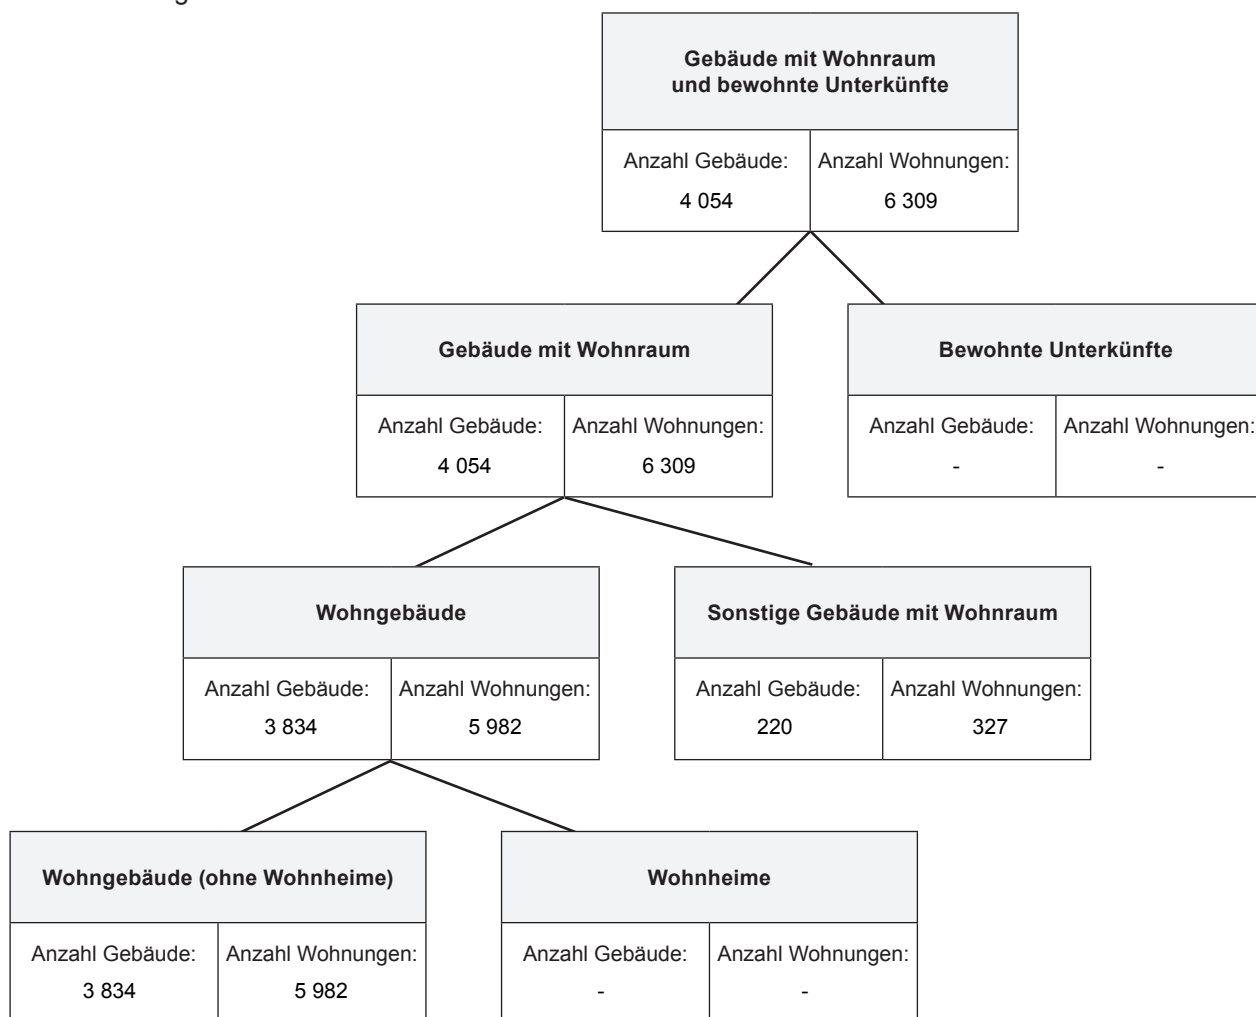 Gebäude mit Wohnraum
und bewohnte Unterkünfte
Anzahl Gebäude: Anzahl Wohnungen:
4 054 6 309
Gebäude mit Wohnraum
Anzahl Gebäude: Anzahl Wohnungen:
4 054 6 309
Bewohnte Unterkünfte
Anzahl Gebäude: Anzahl Wohnungen:
- -
Wohngebäude
Anzahl Gebäude: Anzahl Wohnungen:
3 834 5 982
Sonstige Gebäude mit Wohnraum
Anzahl Gebäude: Anzahl Wohnungen:
220 327
Wohngebäude (ohne Wohnheime)
Anzahl Gebäude: Anzahl Wohnungen:
3 834 5 982
Wohnheime
Anzahl Gebäude: Anzahl Wohnungen:
- -